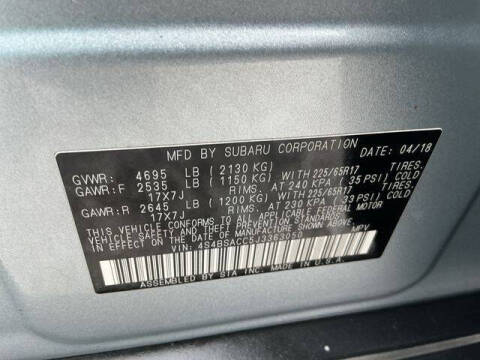 MFD BY SUBARU CORPORATION DATE: 04/18
GVWR: 4695 LB (2130 KG)
GAWR:F 2535 LB (1150 KG) WITH 225/65R17 TIRES.
17X7J RIMS. AT 240 KPA (35 PSI) COLD
GAWR:R 2645 LB (1200 KG) WITH 225/65R17 TIRES.
17X7J RIMS. AT 230 KPA (33 PSI) COLD
THIS VEHICLE CONFORMS TO ALL APPLICABLE FEDERAL MOTOR
VEHICLE SAFETY AND THEFT PREVENTION STANDARDS
IN EFFECT ON THE DATE OF MANUFACTURE SHOWN ABOVE.
VIN: 4S4BSACC5J3363050 MPV
ASSEMBLED BY SIA INC. MADE IN U.S.A.